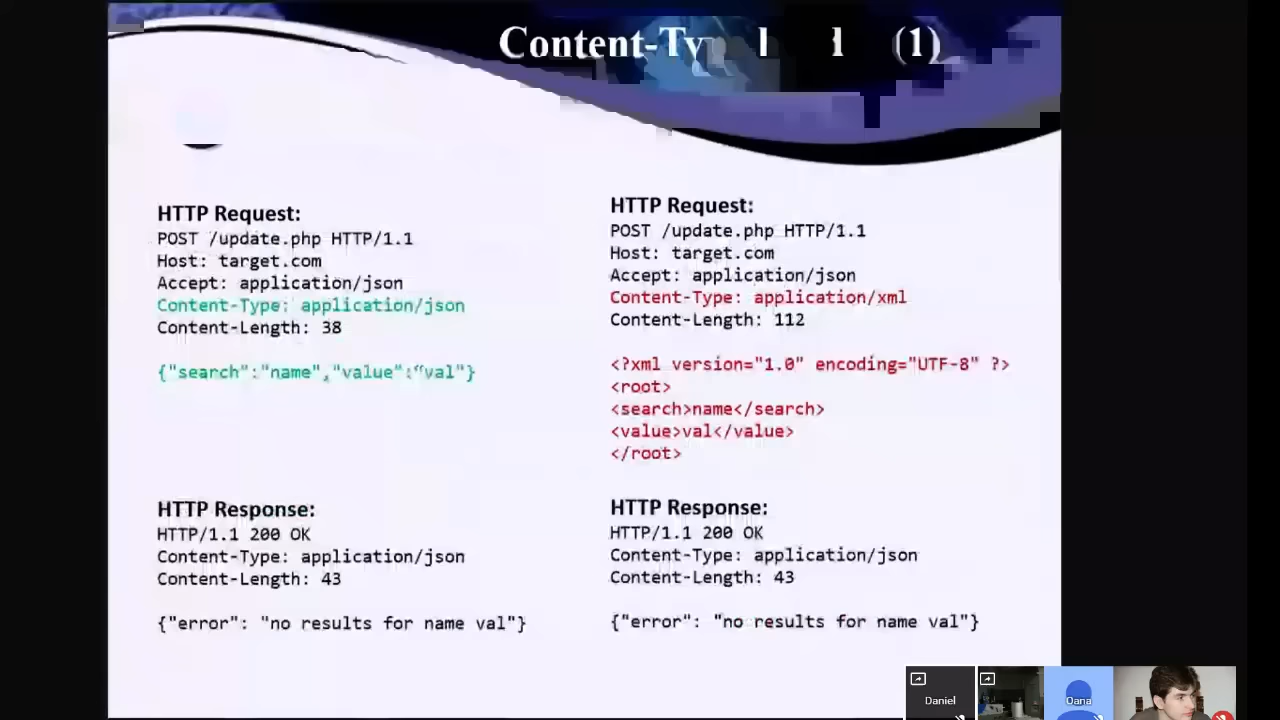 Content-Ty (1)
HTTP Request:
POST /update.php HTTP/1.1
Host: target.com
Accept: application/json
Content-Type: application/json
Content-Length: 38
{"search":"name","value":“val"}
HTTP Response:
HTTP/1.1 200 OK
Content-Type: application/json
Content-Length: 43
{"error": "no results for name val"}
HTTP Request:
POST /update.php HTTP/1.1
Host: target.com
Accept: application/json
Content-Type: application/xml
Content-Length: 112
<?xml version="1.0" encoding="UTF-8" ?>
<root>
<search>name</search>
<value>val</value>
</root>
HTTP Response:
HTTP/1.1 200 OK
Content-Type: application/json
Content-Length: 43
{"error": "no results for name val"}
Daniel
Oana